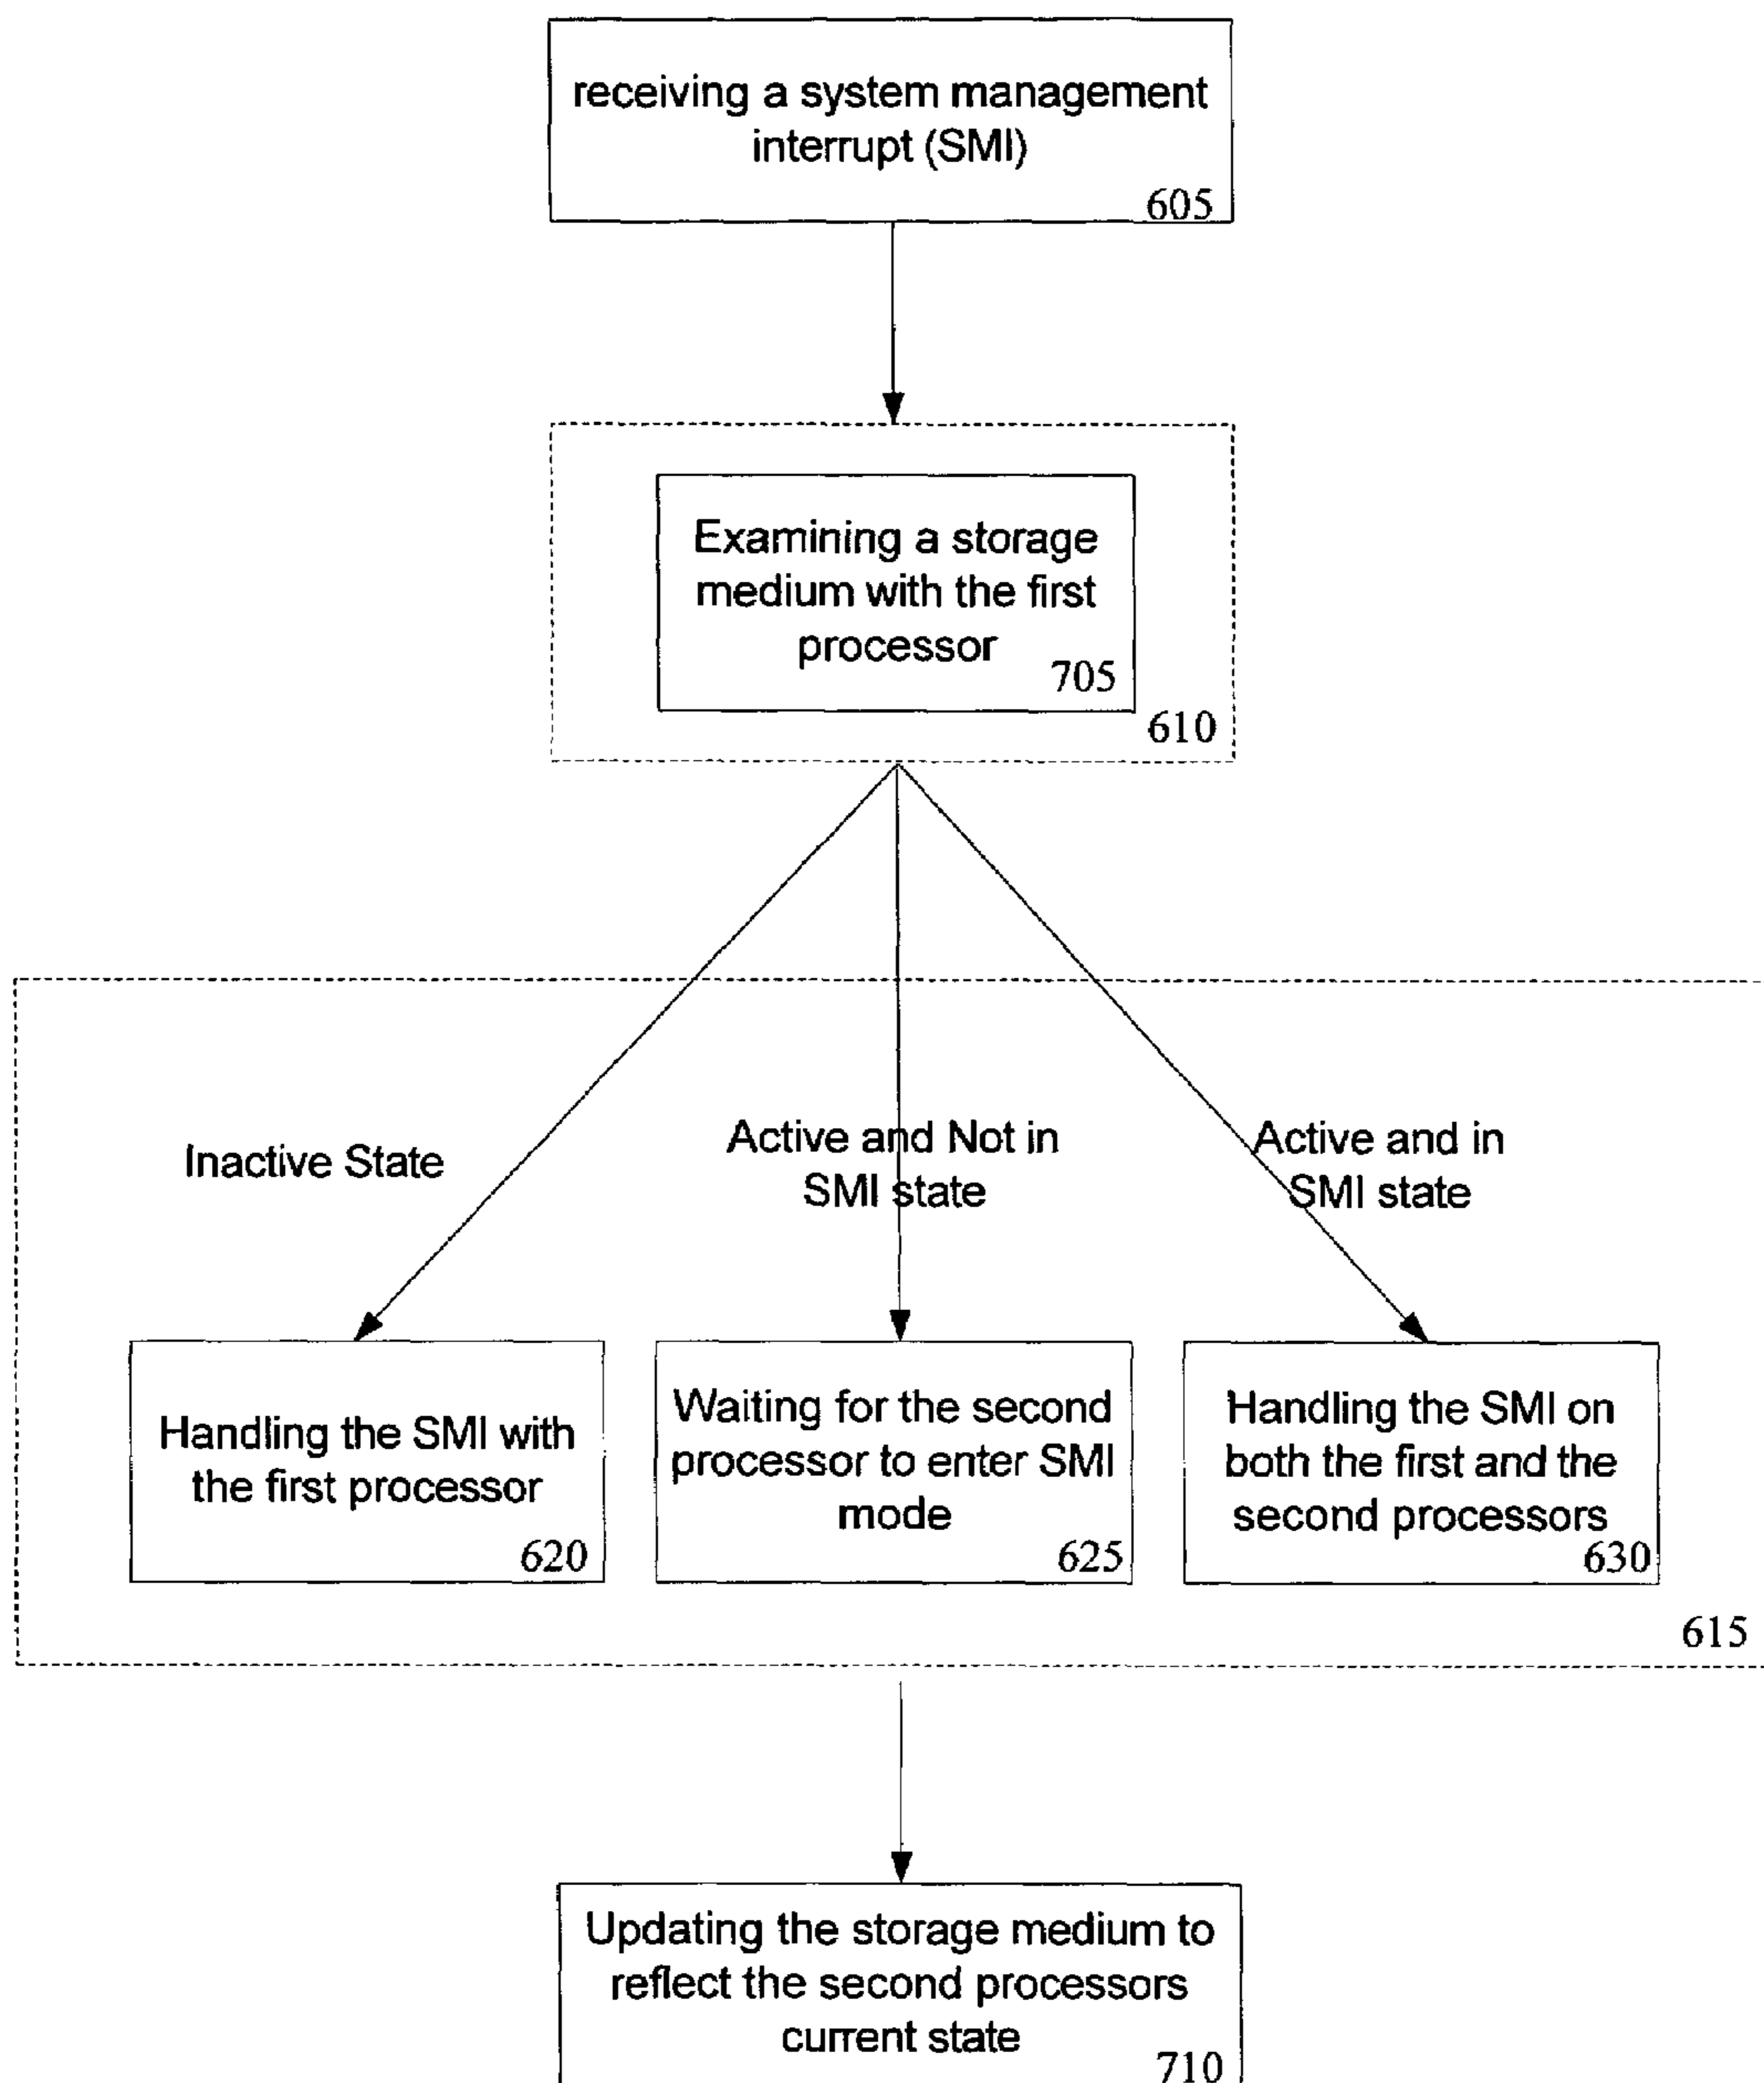 receiving a system management
interrupt (SMI)
605
Examining a storage
medium with the first
processor
705
610
Inactive State
Active and Not in
SMI state
Active and in
SMI state
Handling the SMI with
the first processor
620
Waiting for the second
processor to enter SMI
mode
625
Handling the SMI on
both the first and the
second processors
630
615
Updating the storage medium to
reflect the second processors
current state
710